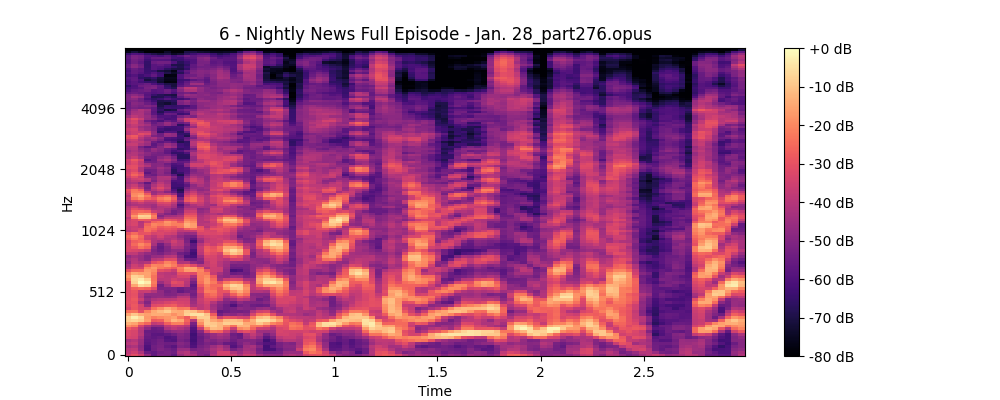 6 - Nightly News Full Episode - Jan. 28_part276.opus
+0 dB
-10 dB
-20 dB
-30 dB
-40 dB
-50 dB
-60 dB
-70 dB
-80 dB
4096
2048
1024
512
0
Hz
0 0.5 1 1.5 2 2.5
Time